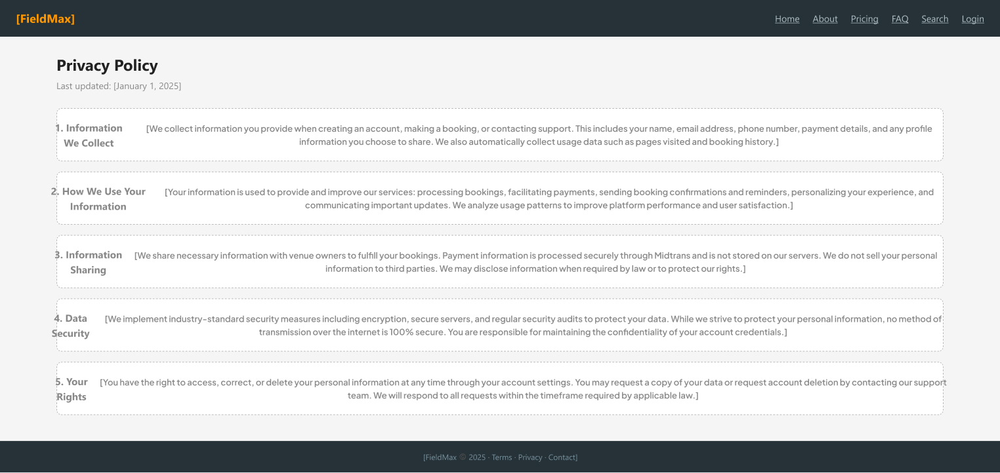 [FieldMax]
Home About Pricing FAQ Search Login
Privacy Policy
Last updated: [January 1, 2025]
1. Information
We Collect
[We collect information you provide when creating an account, making a booking, or contacting support. This includes your name, email address, phone number, payment details, and any profile
information you choose to share. We also automatically collect usage data such as pages visited and booking history.]
2. How We Use Your
Information
[Your information is used to provide and improve our services: processing bookings, facilitating payments, sending booking confirmations and reminders, personalizing your experience, and
communicating important updates. We analyze usage patterns to improve platform performance and user satisfaction.]
3. Information
Sharing
[We share necessary information with venue owners to fulfill your bookings. Payment information is processed securely through Midtrans and is not stored on our servers. We do not sell your personal
information to third parties. We may disclose information when required by law or to protect our rights.]
4. Data
Security
[We implement industry-standard security measures including encryption, secure servers, and regular security audits to protect your data. While we strive to protect your personal information, no method of
transmission over the internet is 100% secure. You are responsible for maintaining the confidentiality of your account credentials.]
5. Your
Rights
[You have the right to access, correct, or delete your personal information at any time through your account settings. You may request a copy of your data or request account deletion by contacting our support
team. We will respond to all requests within the timeframe required by applicable law.]
[FieldMax © 2025 · Terms · Privacy · Contact]